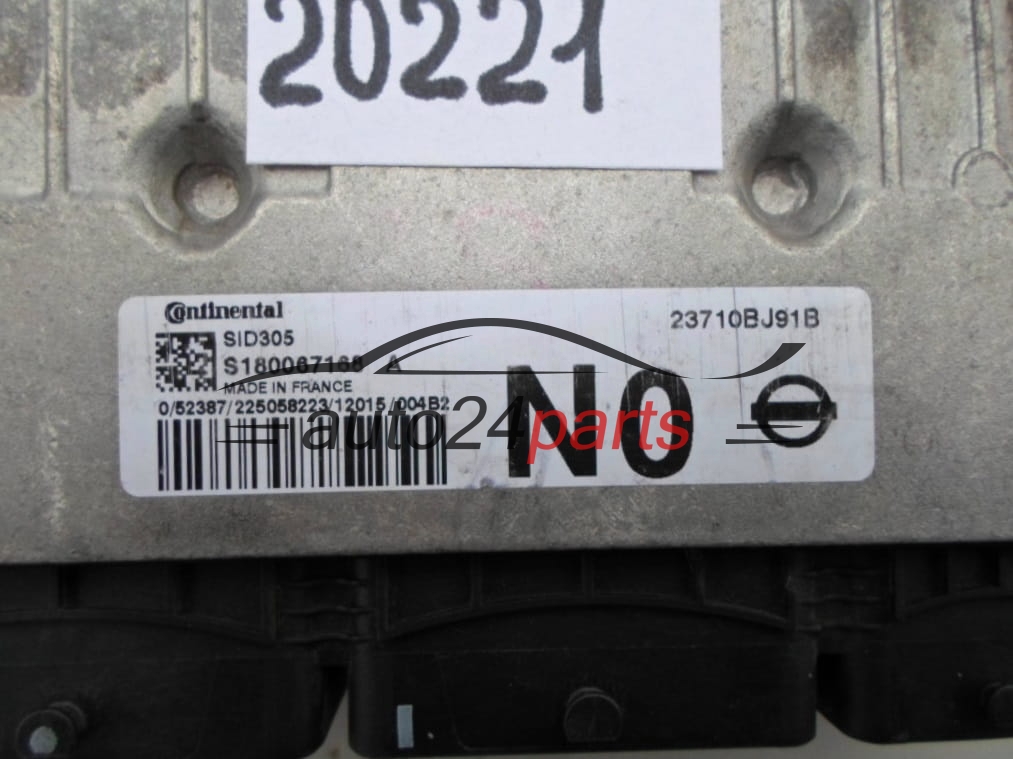 20221
Continental
SID305
23710BJ91B
S180067168 A
MADE IN FRANCE
0/52387/225058223/12015/004B2
N0
auto24parts